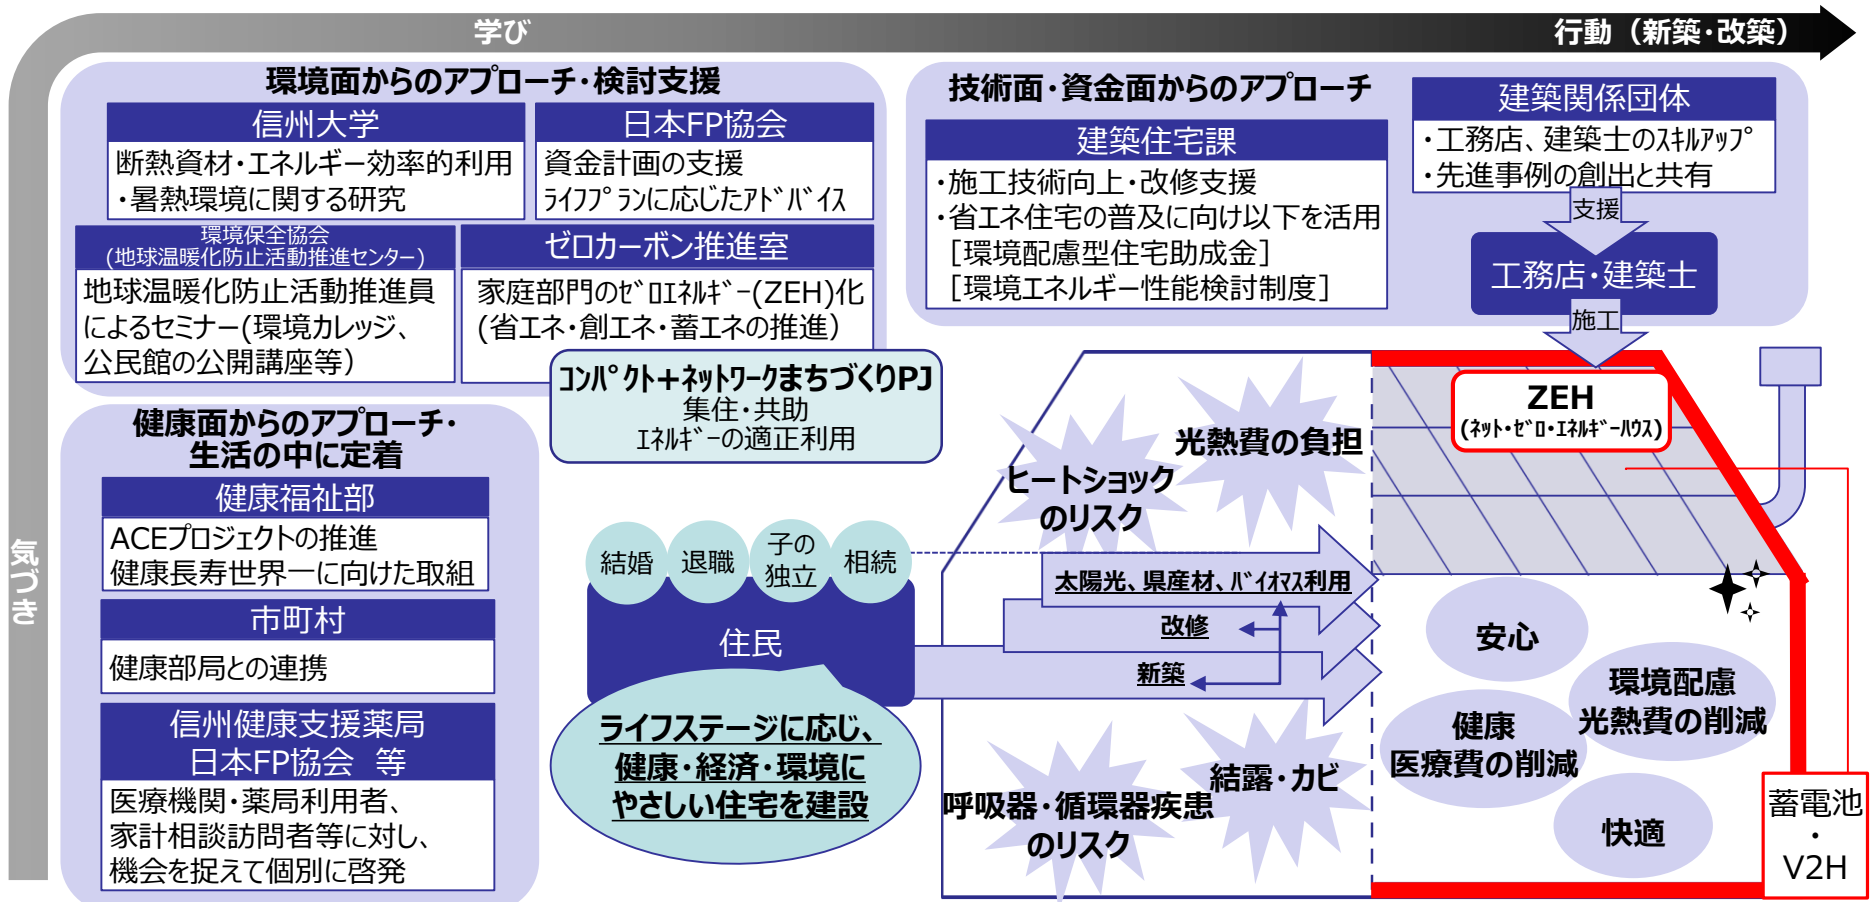 学び
行動（新築・改築）
気づき
環境面からのアプローチ・検討支援
信州大学
断熱資材・エネルギー効率的利用
・暑熱環境に関する研究
日本FP協会
資金計画の支援
ﾗｲﾌﾌﾟﾗﾝに応じたｱﾄﾞﾊﾞｲｽ
環境保全協会
(地球温暖化防止活動推進センター)
地球温暖化防止活動推進員
によるセミナー(環境カレッジ、
公民館の公開講座等）
ゼロカーボン推進室
家庭部門のｾﾞﾛｴﾈﾙｷﾞｰ(ZEH)化
(省エネ・創エネ・蓄エネの推進）
ｺﾝﾊﾟｸﾄ+ﾈｯﾄﾜｰｸまちづくりPJ
集住・共助
ｴﾈﾙｷﾞｰの適正利用
技術面・資金面からのアプローチ
建築住宅課
・施工技術向上・改修支援
・省エネ住宅の普及に向け以下を活用
［環境配慮型住宅助成金］
［環境エネルギー性能検討制度］
建築関係団体
・工務店、建築士のｽｷﾙｱｯﾌﾟ
・先進事例の創出と共有
支援
工務店・建築士
施工
健康面からのアプローチ・
生活の中に定着
健康福祉部
ACEプロジェクトの推進
健康長寿世界一に向けた取組
市町村
健康部局との連携
信州健康支援薬局
日本FP協会　等
医療機関・薬局利用者、
家計相談訪問者等に対し、
機会を捉えて個別に啓発
結婚
退職
子の
独立
相続
住民
ライフステージに応じ、
健康・経済・環境に
やさしい住宅を建設
光熱費の負担
ヒートショック
のリスク
太陽光、県産材、ﾊﾞｲｵﾏｽ利用
改修
新築
結露・カビ
呼吸器・循環器疾患
のリスク
ZEH
(ﾈｯﾄ・ｾﾞﾛ・ｴﾈﾙｷﾞｰﾊｳｽ)
安心
環境配慮
光熱費の削減
健康
医療費の削減
快適
蓄電池
・
V2H